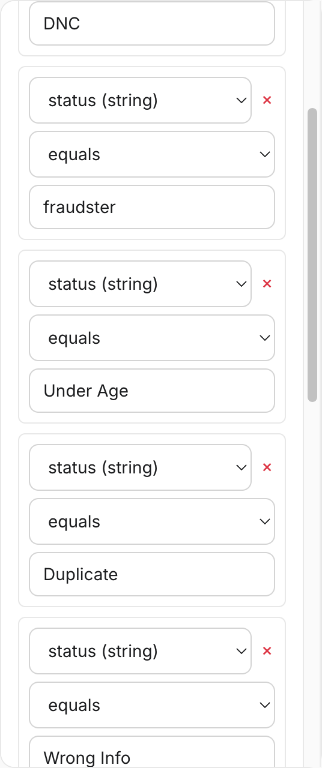 DNC
status (string)
×
equals
fraudster
status (string)
×
equals
Under Age
status (string)
×
equals
Duplicate
status (string)
×
equals
Wrong Info